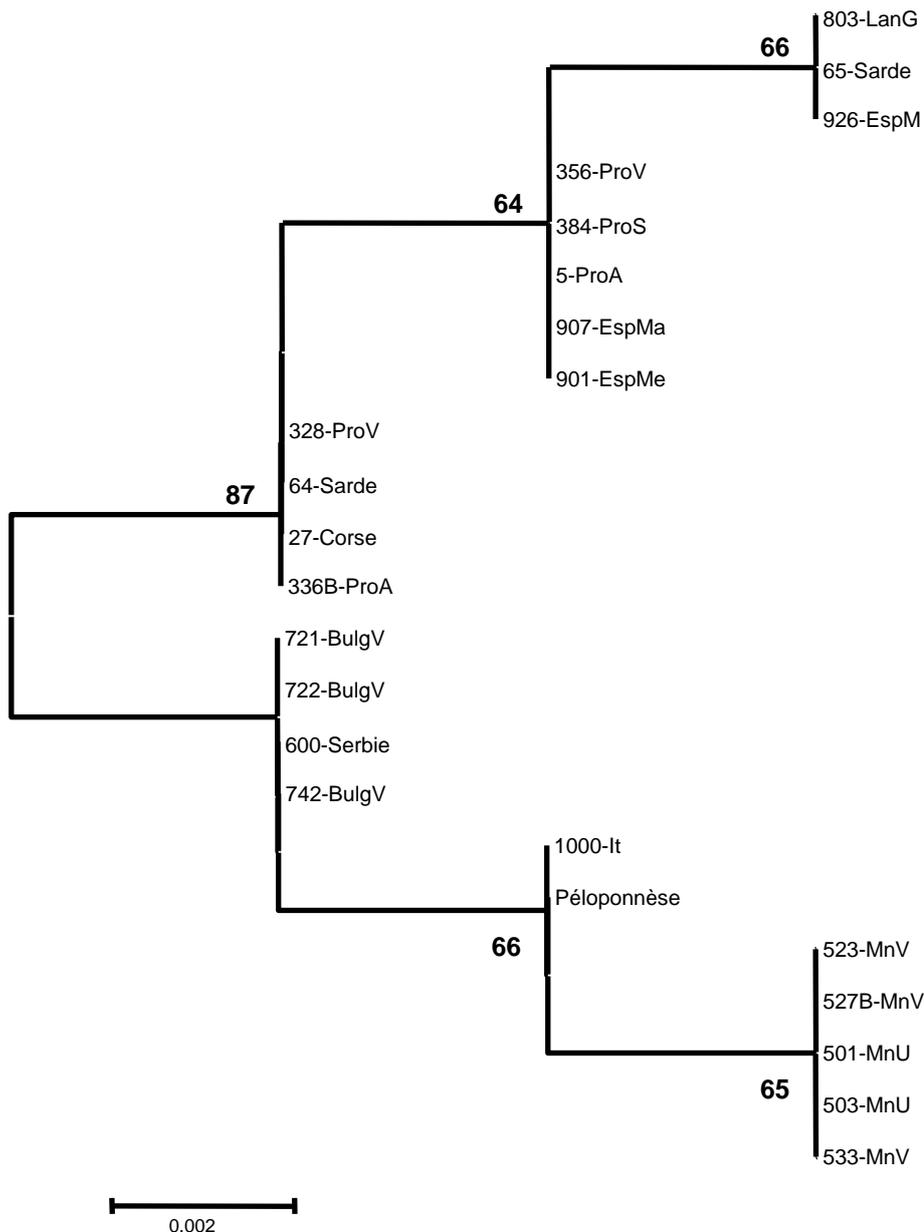 803-LanG
66
65-Sarde
926-EspM
356-ProV
64
384-ProS
5-ProA
907-EspMa
901-EspMe
328-ProV
64-Sarde
87
27-Corse
336B-ProA
721-BulgV
722-BulgV
600-Serbie
742-BulgV
1000-It
Péloponnèse
66
523-MnV
527B-MnV
501-MnU
65
503-MnU
533-MnV
0.002